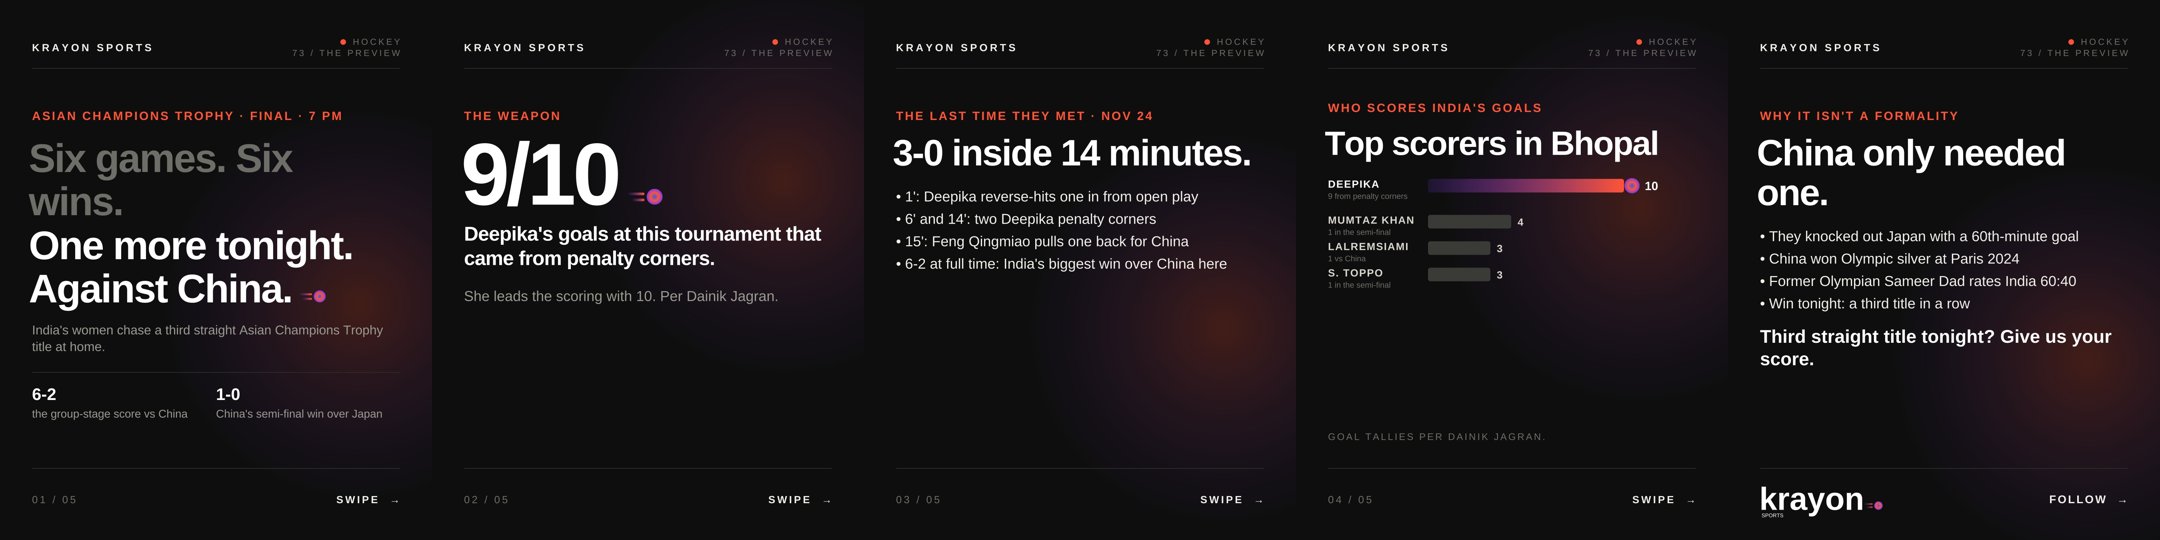 KRAYON SPORTS
HOCKEY
73 / THE PREVIEW
ASIAN CHAMPIONS TROPHY · FINAL · 7 PM
Six games. Six
wins.
One more tonight.
Against China.
India's women chase a third straight Asian Champions Trophy
title at home.
6-2
the group-stage score vs China
1-0
China's semi-final win over Japan
01 / 05
SWIPE →
KRAYON SPORTS
HOCKEY
73 / THE PREVIEW
THE WEAPON
9/10
Deepika's goals at this tournament that
came from penalty corners.
She leads the scoring with 10. Per Dainik Jagran.
02 / 05
SWIPE →
KRAYON SPORTS
HOCKEY
73 / THE PREVIEW
THE LAST TIME THEY MET · NOV 24
3-0 inside 14 minutes.
• 1': Deepika reverse-hits one in from open play
• 6' and 14': two Deepika penalty corners
• 15': Feng Qingmiao pulls one back for China
• 6-2 at full time: India's biggest win over China here
03 / 05
SWIPE →
KRAYON SPORTS
HOCKEY
73 / THE PREVIEW
WHO SCORES INDIA'S GOALS
Top scorers in Bhopal
DEEPIKA
9 from penalty corners
10
MUMTAZ KHAN
1 in the semi-final
4
LALREMSIAMI
1 vs China
3
S. TOPPO
1 in the semi-final
3
GOAL TALLIES PER DAINIK JAGRAN.
04 / 05
SWIPE →
KRAYON SPORTS
HOCKEY
73 / THE PREVIEW
WHY IT ISN'T A FORMALITY
China only needed
one.
• They knocked out Japan with a 60th-minute goal
• China won Olympic silver at Paris 2024
• Former Olympian Sameer Dad rates India 60:40
• Win tonight: a third title in a row
Third straight title tonight? Give us your
score.
krayon
SPORTS
FOLLOW →